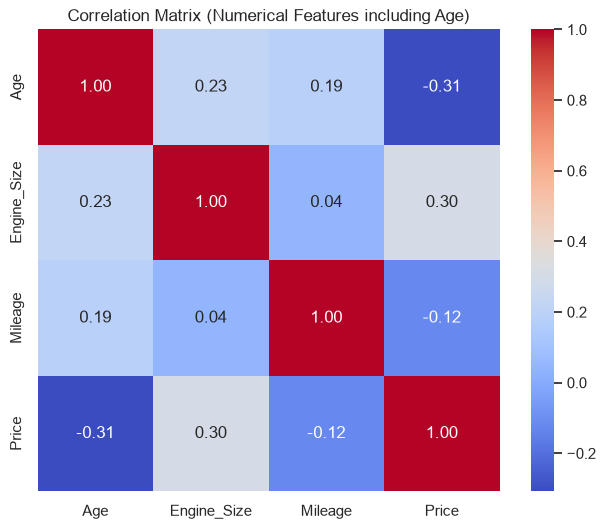 Correlation Matrix (Numerical Features including Age)
Age 1.00 0.23 0.19 -0.31
Engine_Size 0.23 1.00 0.04 0.30
Mileage 0.19 0.04 1.00 -0.12
Price -0.31 0.30 -0.12 1.00
Age Engine_Size Mileage Price
1.0
0.8
0.6
0.4
0.2
0.0
−0.2